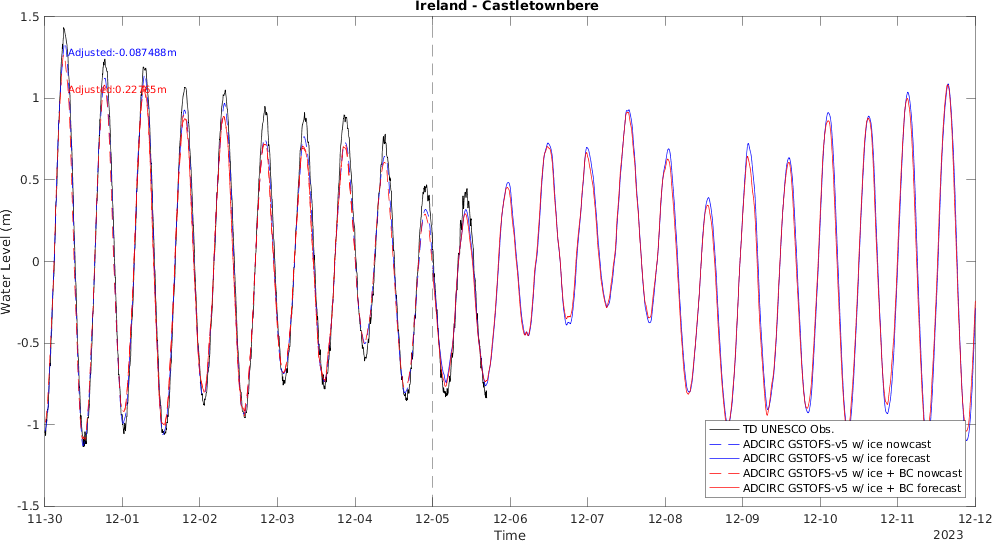 Ireland - Castletownbere
1.5
1
0.5
0
-0.5
-1
-1.5
Water Level (m)
Adjusted:-0.087488m
Adjusted:0.22765m
TD UNESCO Obs.
ADCIRC GSTOFS-v5 w/ ice nowcast
ADCIRC GSTOFS-v5 w/ ice forecast
ADCIRC GSTOFS-v5 w/ ice + BC nowcast
ADCIRC GSTOFS-v5 w/ ice + BC forecast
11-30 12-01 12-02 12-03 12-04 12-05 12-06 12-07 12-08 12-09 12-10 12-11 12-12
Time
2023